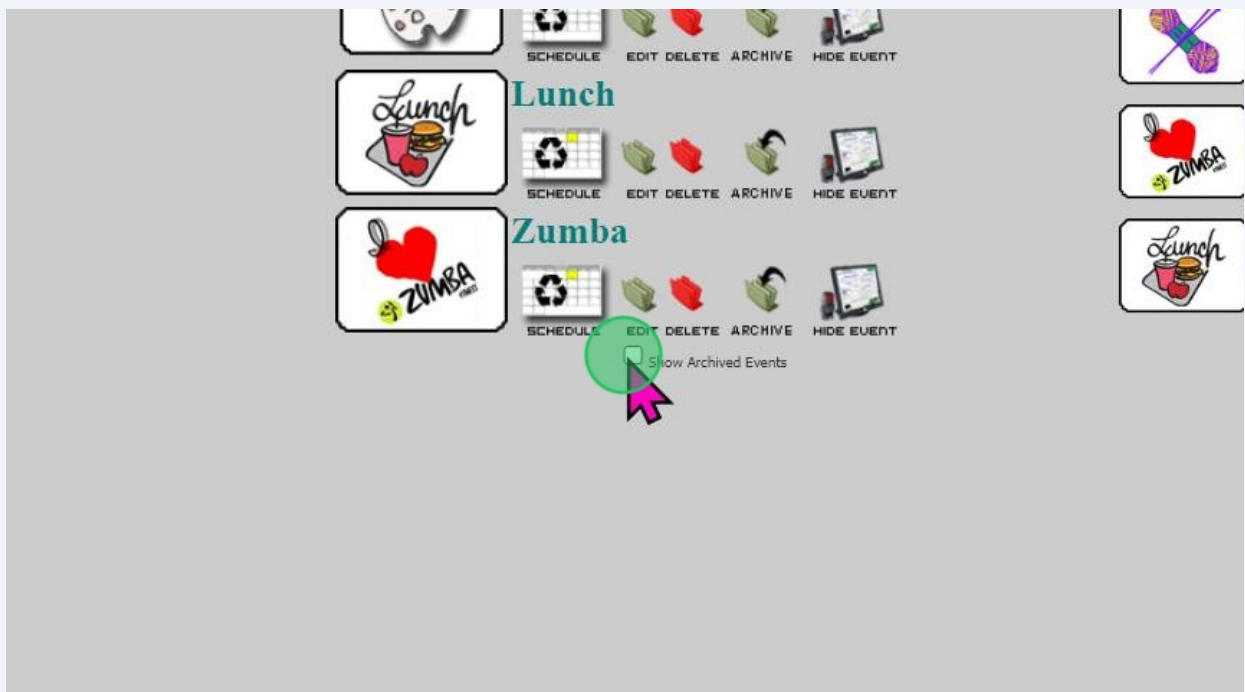 SCHEDULE EDIT DELETE ARCHIVE HIDE EVENT
Lunch
Lunch
SCHEDULE EDIT DELETE ARCHIVE HIDE EVENT
Zumba
I
ZUMBA
SCHEDULE EDIT DELETE ARCHIVE HIDE EVENT
Show Archived Events
I
ZUMBA
Lunch